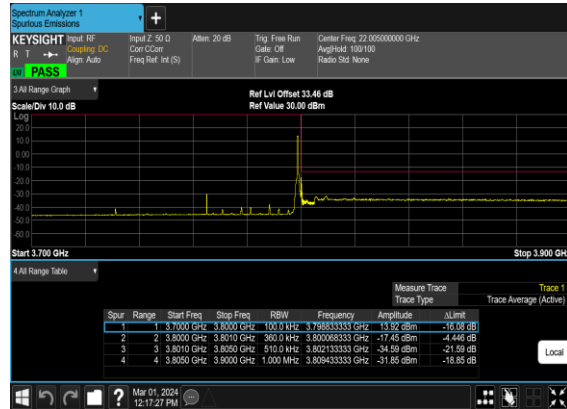 Spectrum Analyzer 1
Spurious Emissions
+
KEYSIGHT Input: RF Input Z: 50 Ω Atten: 20 dB Trig: Free Run Center Freq: 22.005000000 GHz
R T Coupling: DC Corr CCorr Gate: Off Avg|Hold: 100/100
Align: Auto Freq Ref: Int (S) IF Gain: Low Radio Std: None
PASS
3 All Range Graph
Ref Lvl Offset 33.46 dB
Scale/Div 10.0 dB Ref Value 30.00 dBm
Log
20.0
10.0
0.00
-10.0
-20.0
-30.0
-40.0
-50.0
-60.0
Start 3.700 GHz Stop 3.900 GHz
4 All Range Table
Measure Trace Trace 1
Trace Type Trace Average (Active)
Spur Range Start Freq Stop Freq RBW Frequency Amplitude ΔLimit
1 1 3.7000 GHz 3.8000 GHz 100.0 kHz 3.798833333 GHz 13.92 dBm -16.08 dB
2 2 3.8000 GHz 3.8010 GHz 360.0 kHz 3.800068333 GHz -17.45 dBm -4.446 dB
3 3 3.8010 GHz 3.8050 GHz 510.0 kHz 3.802133333 GHz -34.59 dBm -21.59 dB
4 4 3.8050 GHz 3.9000 GHz 1.000 MHz 3.809433333 GHz -31.85 dBm -18.85 dB
Local
? Mar 01, 2024
12:17:27 PM